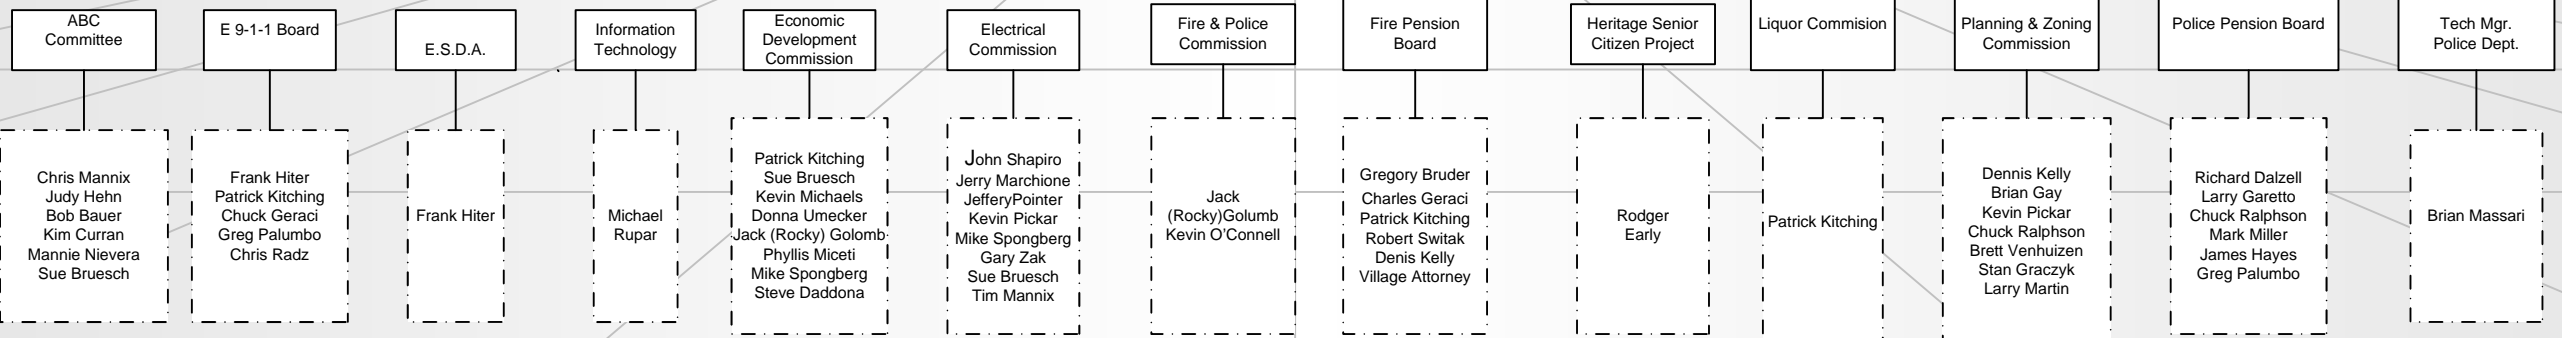 ABC
Committee
E 9-1-1 Board
E.S.D.A.
Information
Technology
Economic
Development
Commission
Electrical
Commission
Fire & Police
Commission
Fire Pension
Board
Heritage Senior
Citizen Project
Liquor Commision
Planning & Zoning
Commission
Police Pension Board
Tech Mgr.
Police Dept.
Chris Mannix
Judy Hehn
Bob Bauer
Kim Curran
Mannie Nievera
Sue Bruesch
Frank Hiter
Patrick Kitching
Chuck Geraci
Greg Palumbo
Chris Radz
Frank Hiter
Michael
Rupar
Patrick Kitching
Sue Bruesch
Kevin Michaels
Donna Umecker
Jack (Rocky) Golomb
Phyllis Miceti
Mike Spongberg
Steve Daddona
John Shapiro
Jerry Marchione
JefferyPointer
Kevin Pickar
Mike Spongberg
Gary Zak
Sue Bruesch
Tim Mannix
Jack
(Rocky)Golumb
Kevin O'Connell
Gregory Bruder
Charles Geraci
Patrick Kitching
Robert Switak
Denis Kelly
Village Attorney
Rodger
Early
Patrick Kitching
Dennis Kelly
Brian Gay
Kevin Pickar
Chuck Ralphson
Brett Venhuizen
Stan Graczyk
Larry Martin
Richard Dalzell
Larry Garetto
Chuck Ralphson
Mark Miller
James Hayes
Greg Palumbo
Brian Massari